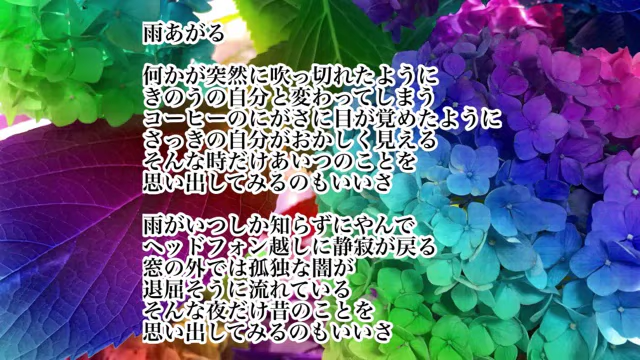 雨あがる
何かが突然に吹っ切れたように
きのうの自分と変わってしまう
コーヒーのにがさに目が覚めたように
さっきの自分がおかしく見える
そんな時だけあいつのことを
思い出してみるのもいいさ
雨がいつしか知らずにやんで
ヘッドフォン越しに静寂が戻る
窓の外では孤独な闇が
退屈そうに流れている
そんな夜だけ昔のことを
思い出してみるのもいいさ